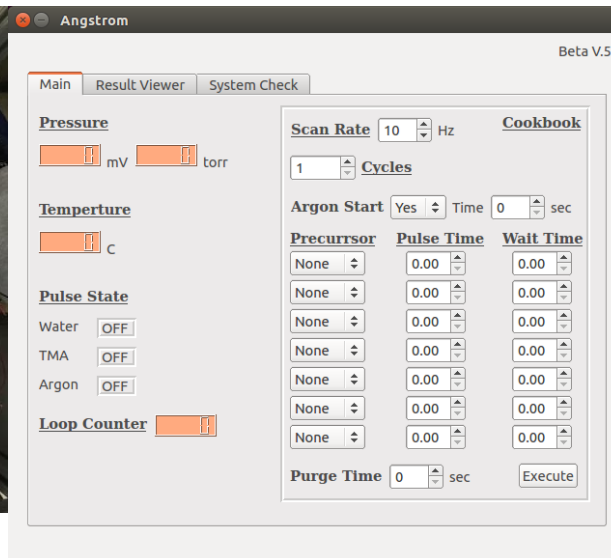 Angstrom
Beta V.5
Main Result Viewer System Check
Pressure
0 mV 0 torr
Temperture
0 C
Pulse State
Water OFF
TMA OFF
Argon OFF
Loop Counter 0
Scan Rate 10 Hz Cookbook
1 Cycles
Argon Start Yes Time 0 sec
Precurrsor Pulse Time Wait Time
None 0.00 0.00
None 0.00 0.00
None 0.00 0.00
None 0.00 0.00
None 0.00 0.00
None 0.00 0.00
None 0.00 0.00
Purge Time 0 sec Execute